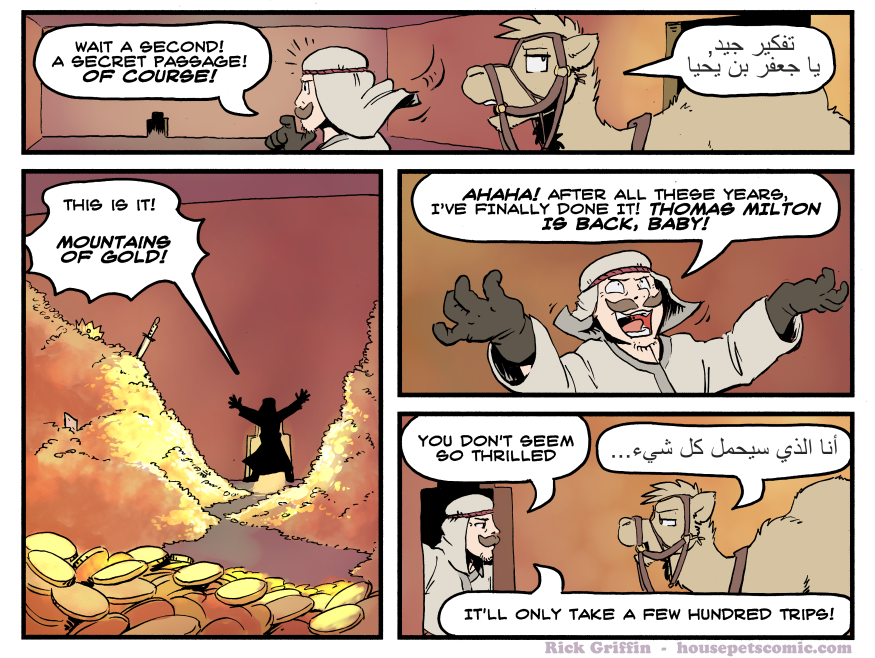 WAIT A SECOND!
A SECRET PASSAGE!
OF COURSE!
تفكير جيد,
يا جعفر بن يحيا
THIS IS IT!
MOUNTAINS
OF GOLD!
AHAHA! AFTER ALL THESE YEARS,
I'VE FINALLY DONE IT! THOMAS MILTON
IS BACK, BABY!
YOU DON'T SEEM
SO THRILLED
أنا الذي سيحمل كل شيء...
IT'LL ONLY TAKE A FEW HUNDRED TRIPS!
Rick Griffin - housepetscomic.com